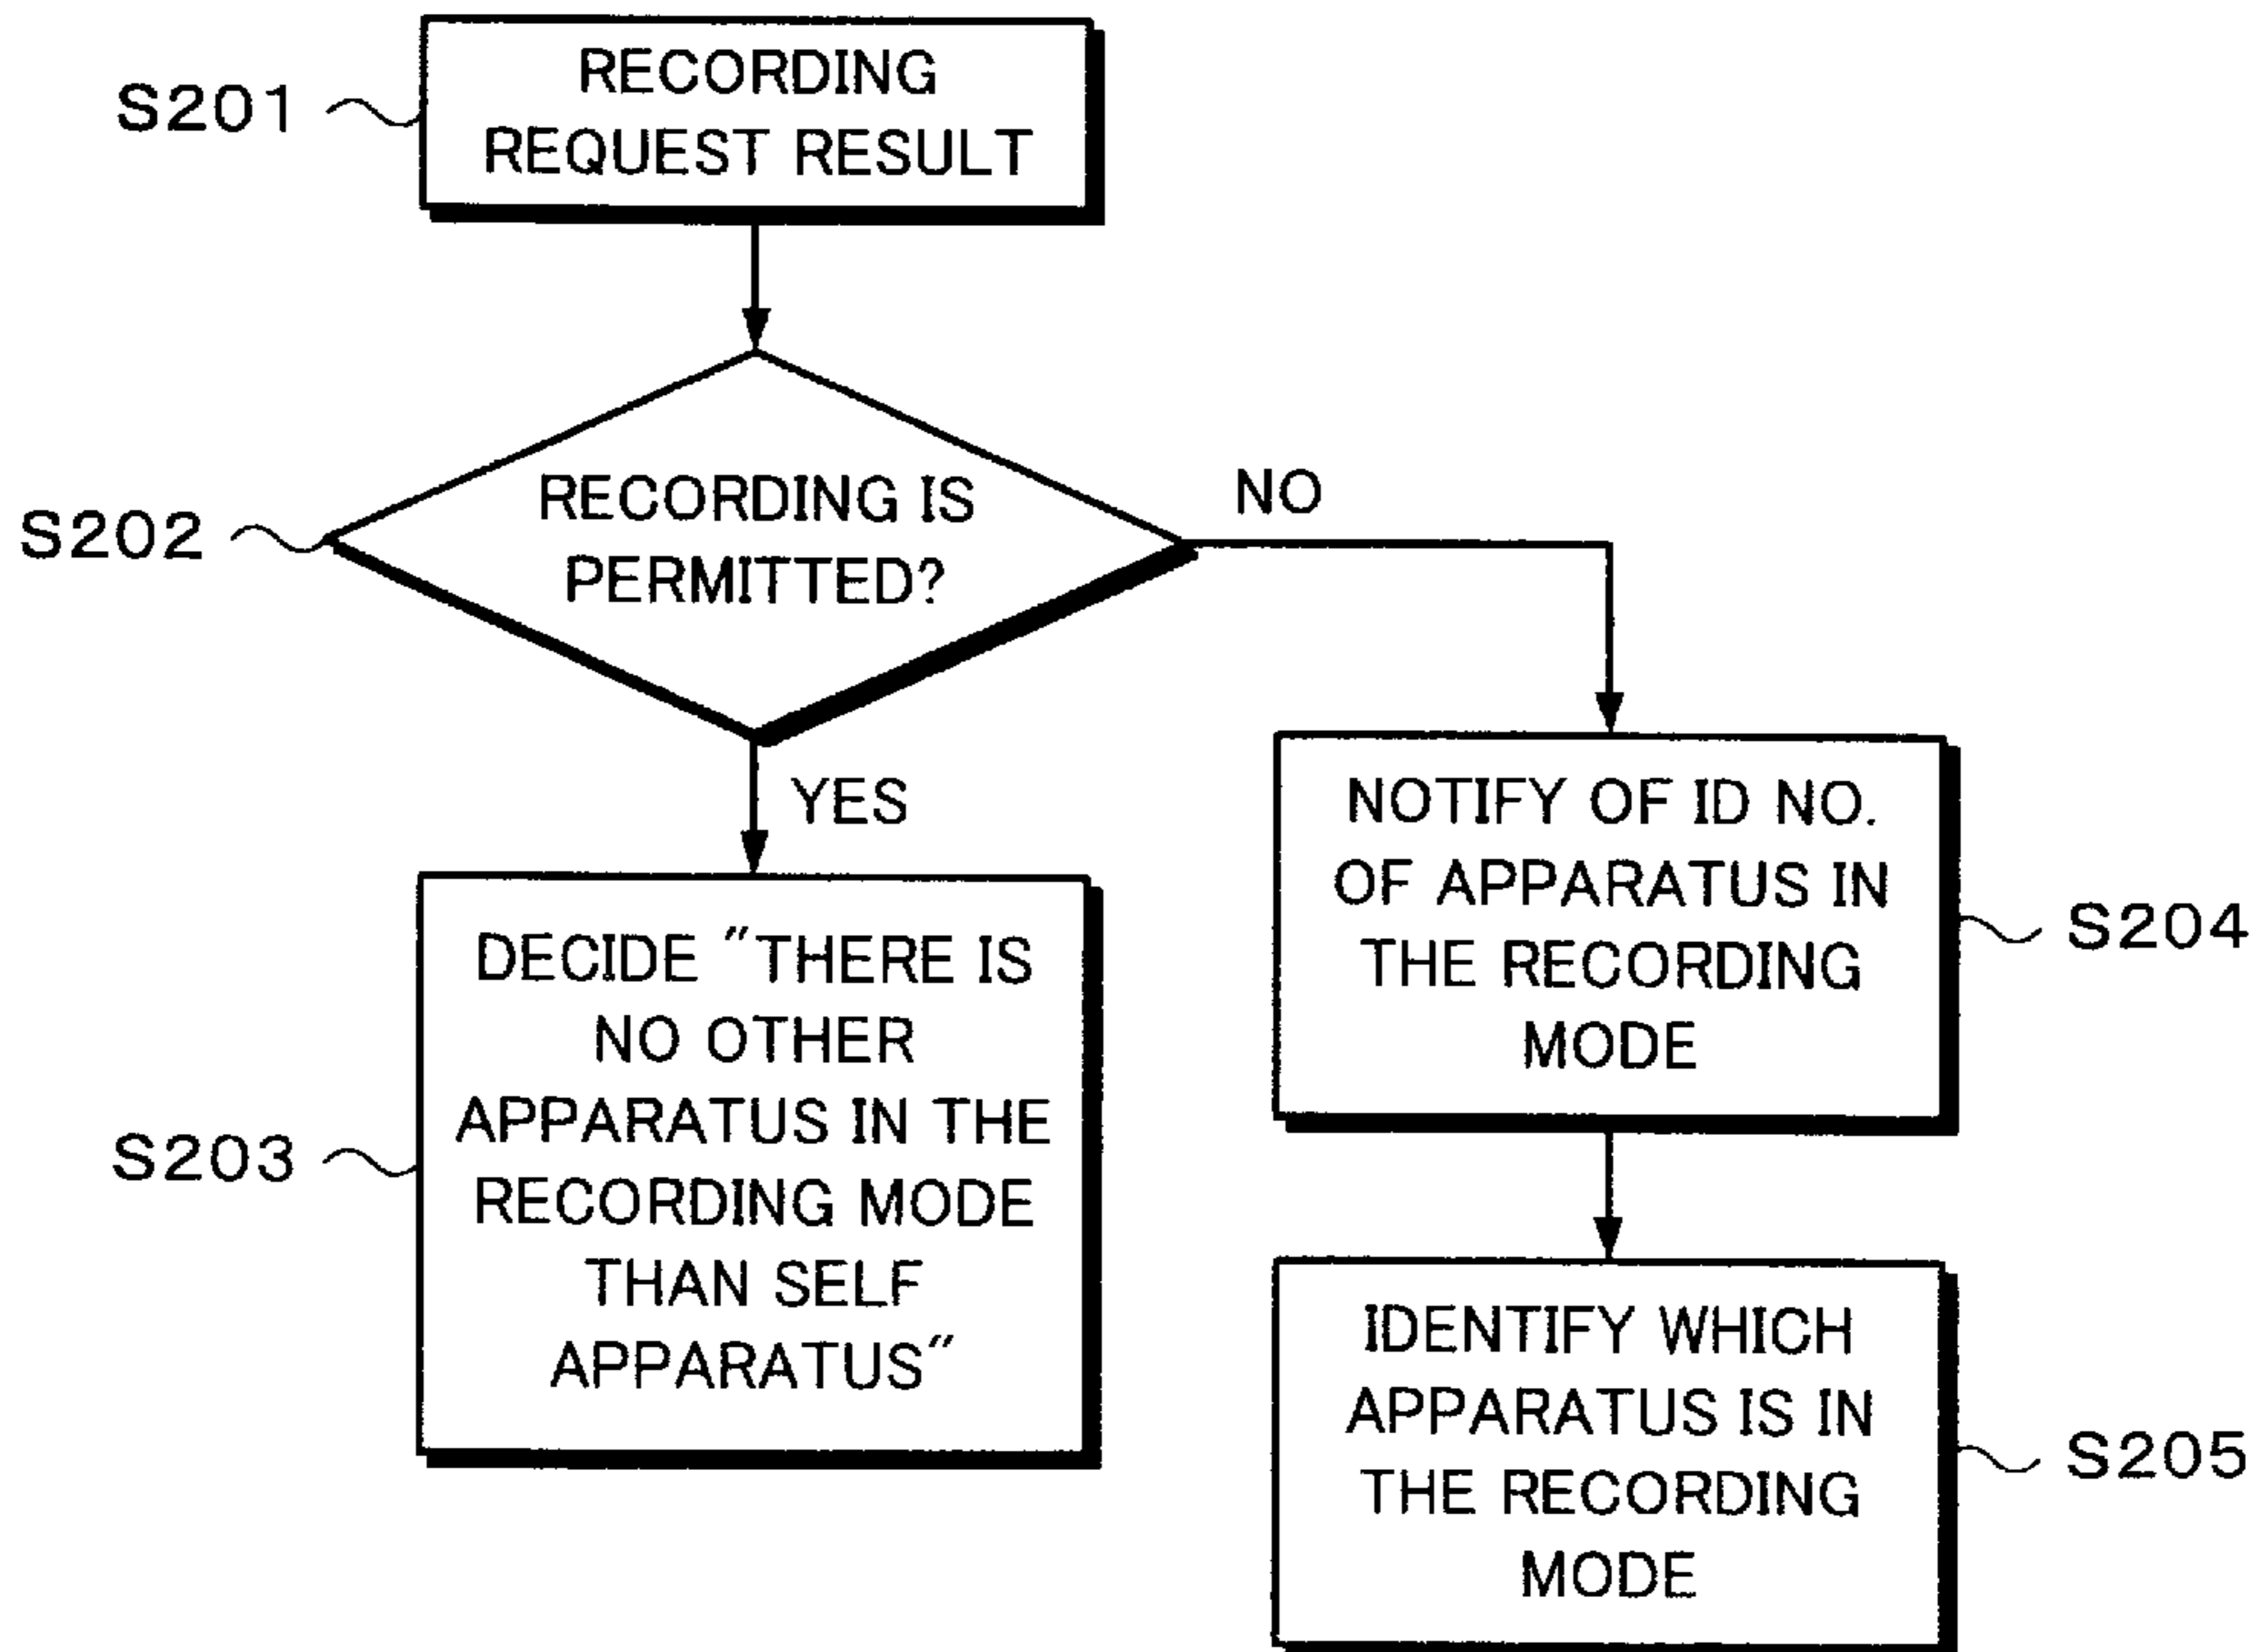 S201
RECORDING
REQUEST RESULT
S202
RECORDING IS
PERMITTED?
NO
YES
S203
DECIDE "THERE IS
NO OTHER
APPARATUS IN THE
RECORDING MODE
THAN SELF
APPARATUS"
NOTIFY OF ID NO.
OF APPARATUS IN
THE RECORDING
MODE
S204
IDENTIFY WHICH
APPARATUS IS IN
THE RECORDING
MODE
S205